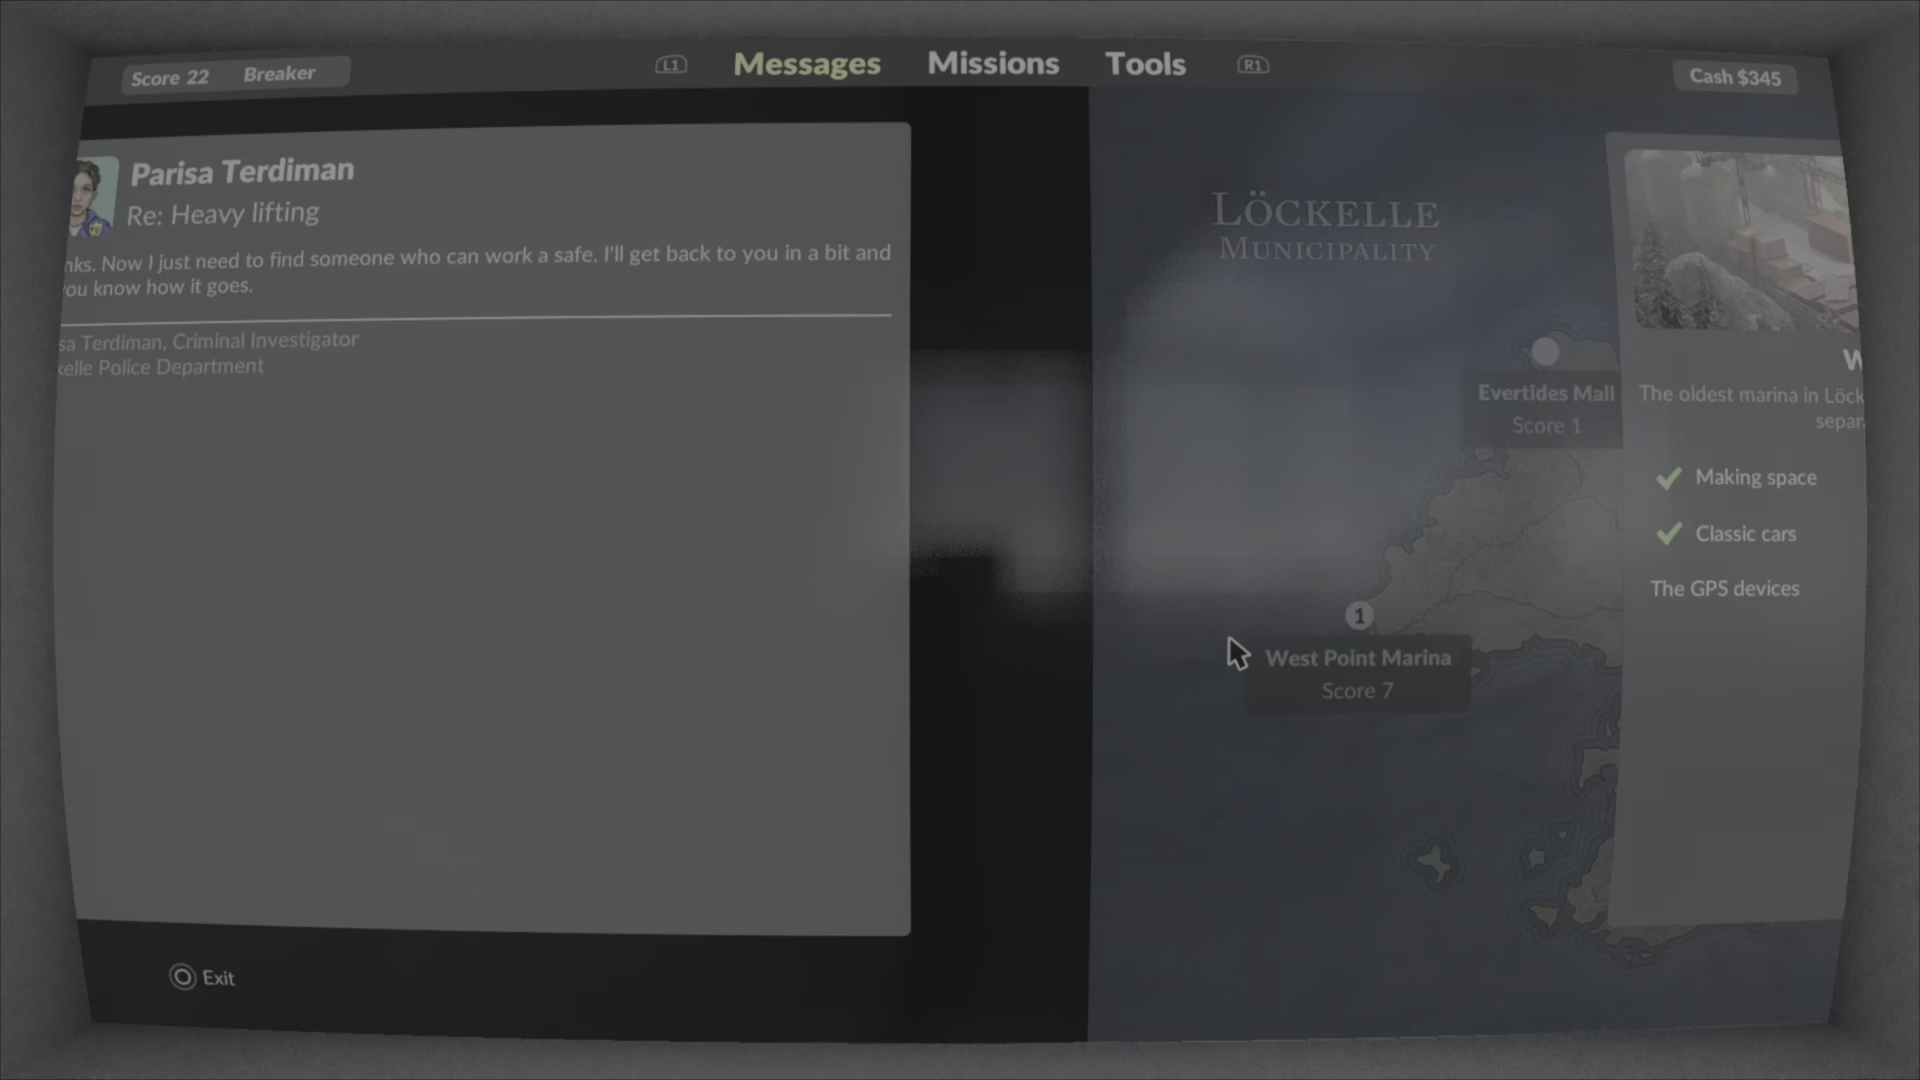 Score 22 Breaker
L1 Messages Missions Tools R1
Cash $345
Parisa Terdiman
Re: Heavy lifting
nks. Now I just need to find someone who can work a safe. I'll get back to you in a bit and
ou know how it goes.
sa Terdiman, Criminal Investigator
kelle Police Department
Exit
LÖCKELLE
MUNICIPALITY
Evertides Mall
Score 1
1
West Point Marina
Score 7
W
The oldest marina in Löck
separ
Making space
Classic cars
The GPS devices